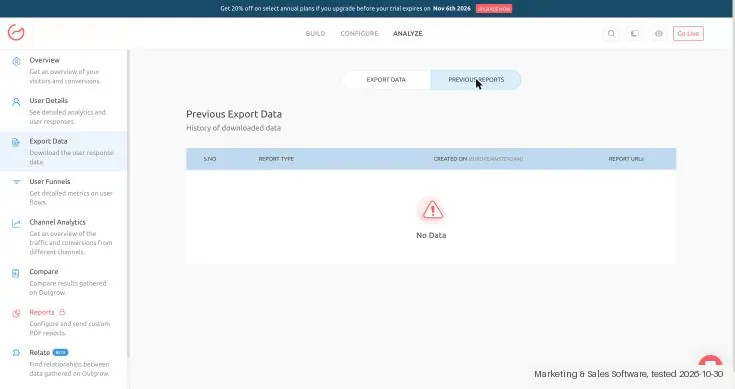 Get 20% off on select annual plans if you upgrade before your trial expires on Nov 6th 2026 UPGRADE NOW
BUILD CONFIGURE ANALYZE Go Live
Overview
Get an overview of your
visitors and conversions.
User Details
See detailed analytics and
user responses.
Export Data
Download the user response
data.
User Funnels
Get detailed metrics on user
flows.
Channel Analytics
Get an overview of the
traffic and conversions from
different channels.
Compare
Compare results gathered
on Outgrow.
Reports
Configure and send custom
PDF reports.
Relate BETA
Find relationships between
data gathered on Outgrow.
EXPORT DATA PREVIOUS REPORTS
Previous Export Data
History of downloaded data
S.NO REPORT TYPE CREATED ON (EUROPE/AMSTERDAM) REPORT URLs
No Data
Marketing & Sales Software, tested 2026-10-30